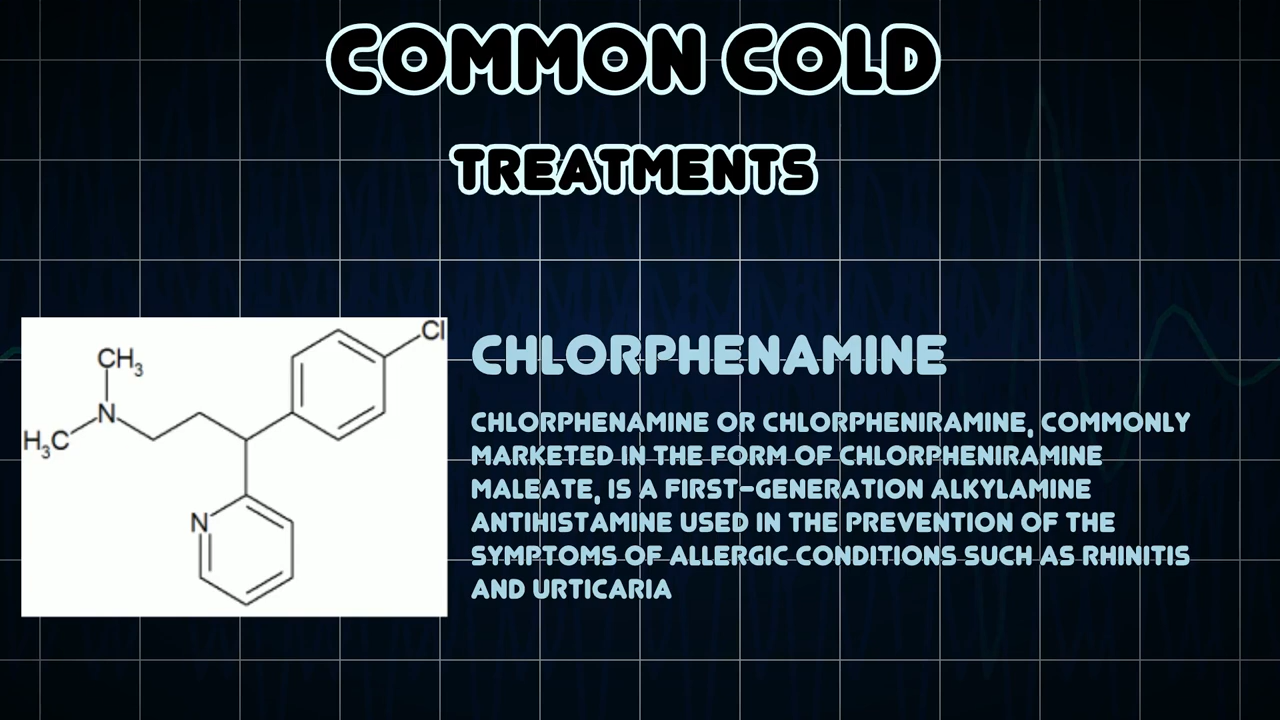 COMMON COLD
TREATMENTS
Cl
CH₃
N
H₃C
N
CHLORPHENAMINE
CHLORPHENAMINE OR CHLORPHENIRAMINE, COMMONLY
MARKETED IN THE FORM OF CHLORPHENIRAMINE
MALEATE, IS A FIRST-GENERATION ALKYLAMINE
ANTIHISTAMINE USED IN THE PREVENTION OF THE
SYMPTOMS OF ALLERGIC CONDITIONS SUCH AS RHINITIS
AND URTICARIA